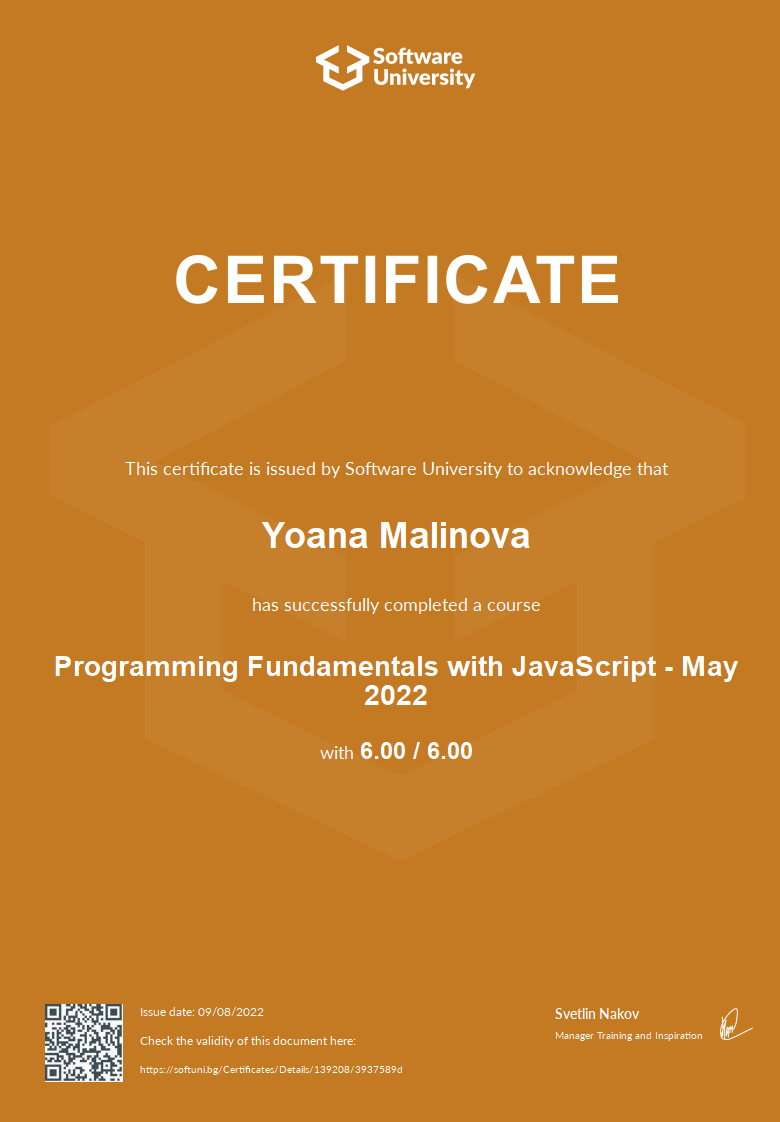 Software
University
CERTIFICATE
This certificate is issued by Software University to acknowledge that
Yoana Malinova
has successfully completed a course
Programming Fundamentals with JavaScript - May
2022
with 6.00 / 6.00
Issue date: 09/08/2022
Check the validity of this document here:
https://softuni.bg/Certificates/Details/139208/3937589d
Svetlin Nakov
Manager Training and Inspiration